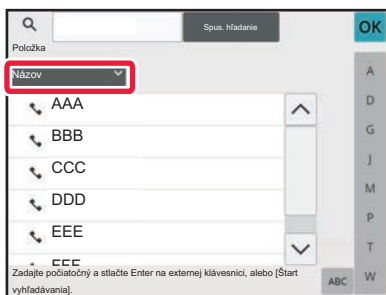 Spus. hľadanie
OK
Položka
Názov
AAA
BBB
CCC
DDD
EEE
FFF
Zadajte počiatočný a stlačte Enter na externej klávesnici, alebo [Štart
vyhľadávania].
A
D
G
J
M
P
T
W
ABC